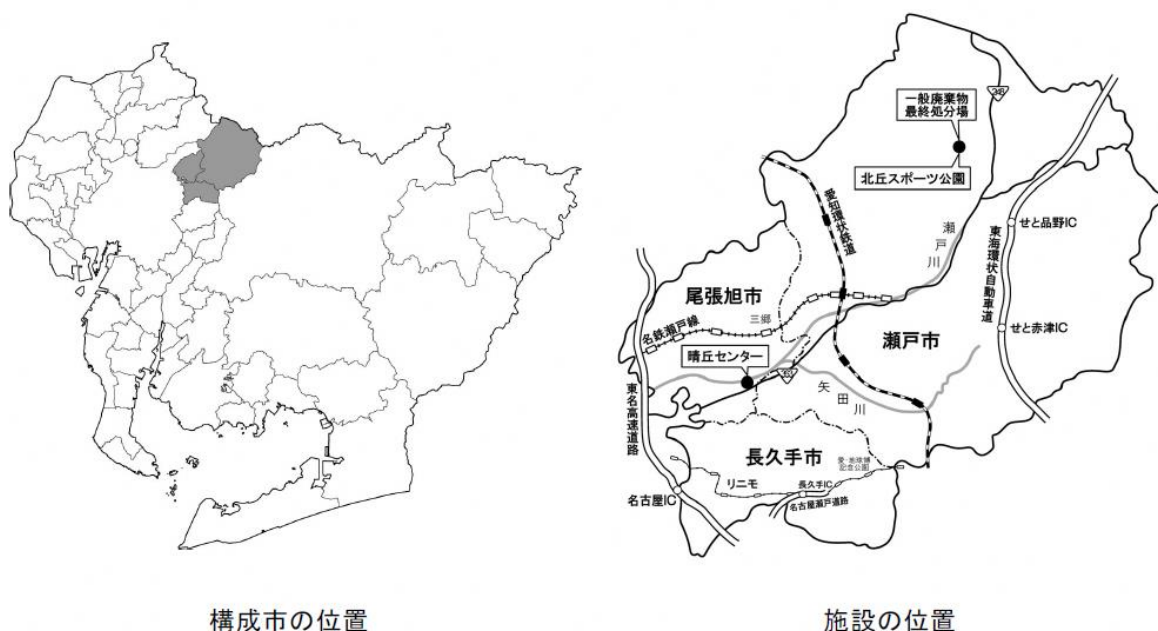 一般廃棄物
最終処分場
248
北丘スポーツ公園
愛知環状鉄道
瀬戸川
せと品野IC
東海環状自動車道
尾張旭市
三郷
名鉄瀬戸線
瀬戸市
せと赤津IC
晴丘センター
363
矢田川
東名高速道路
長久手市
愛・地球博
記念公園
リニモ
長久手IC
名古屋IC
名古屋瀬戸道路
構成市の位置
施設の位置